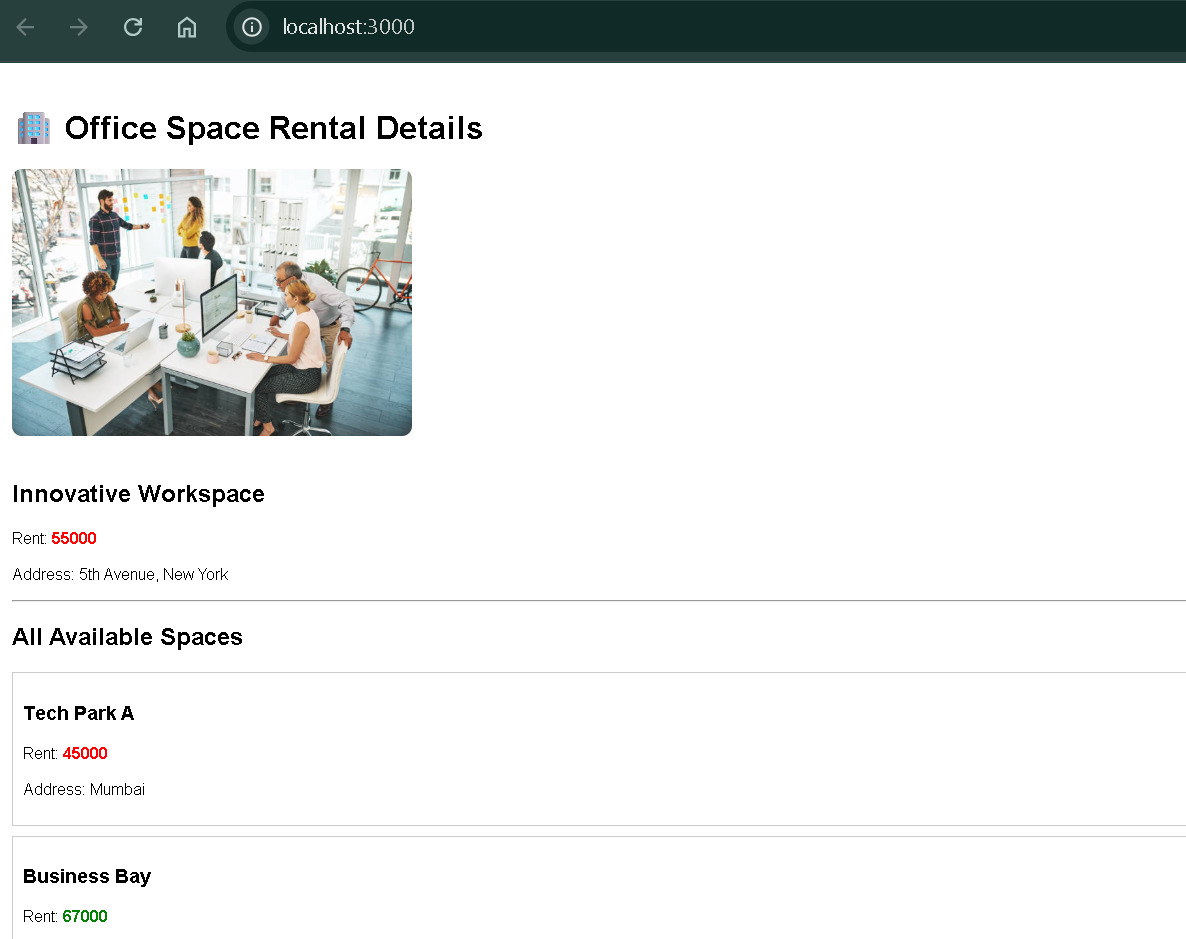 localhost:3000
🏢 Office Space Rental Details
Innovative Workspace
Rent: 55000
Address: 5th Avenue, New York
All Available Spaces
Tech Park A
Rent: 45000
Address: Mumbai
Business Bay
Rent: 67000